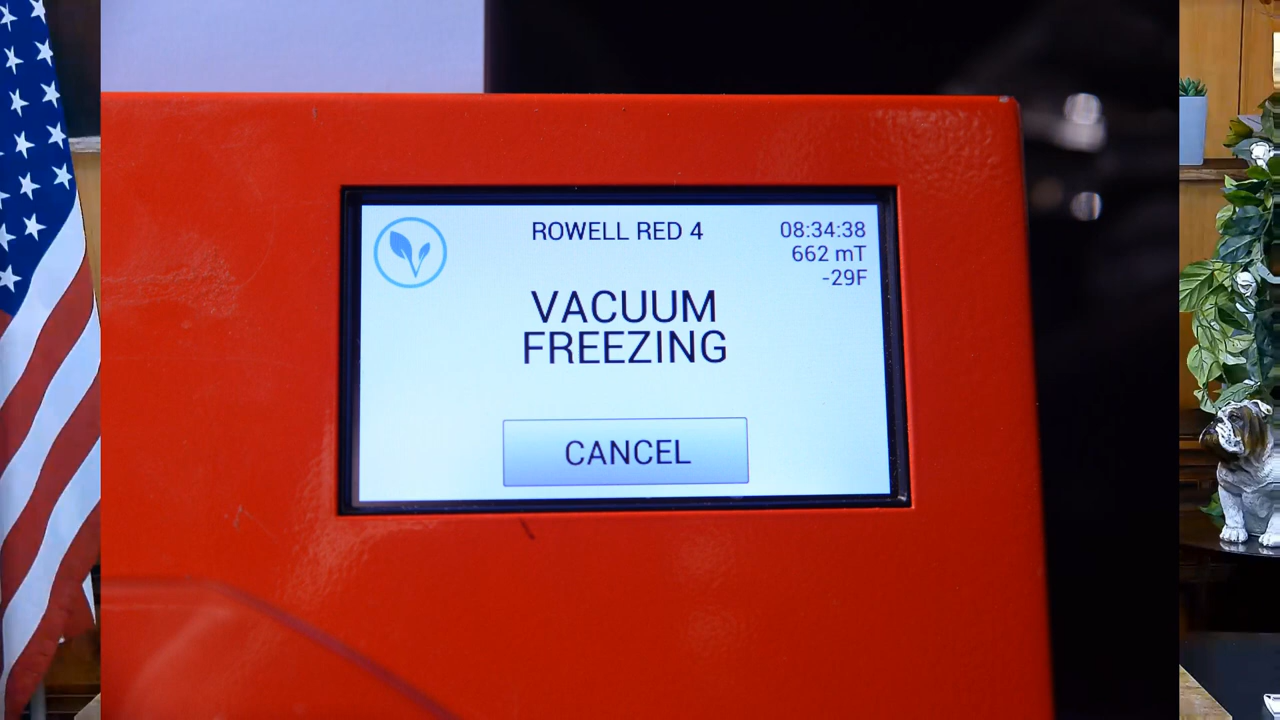 ROWELL RED 4
08:34:38
662 mT
-29F
VACUUM
FREEZING
CANCEL